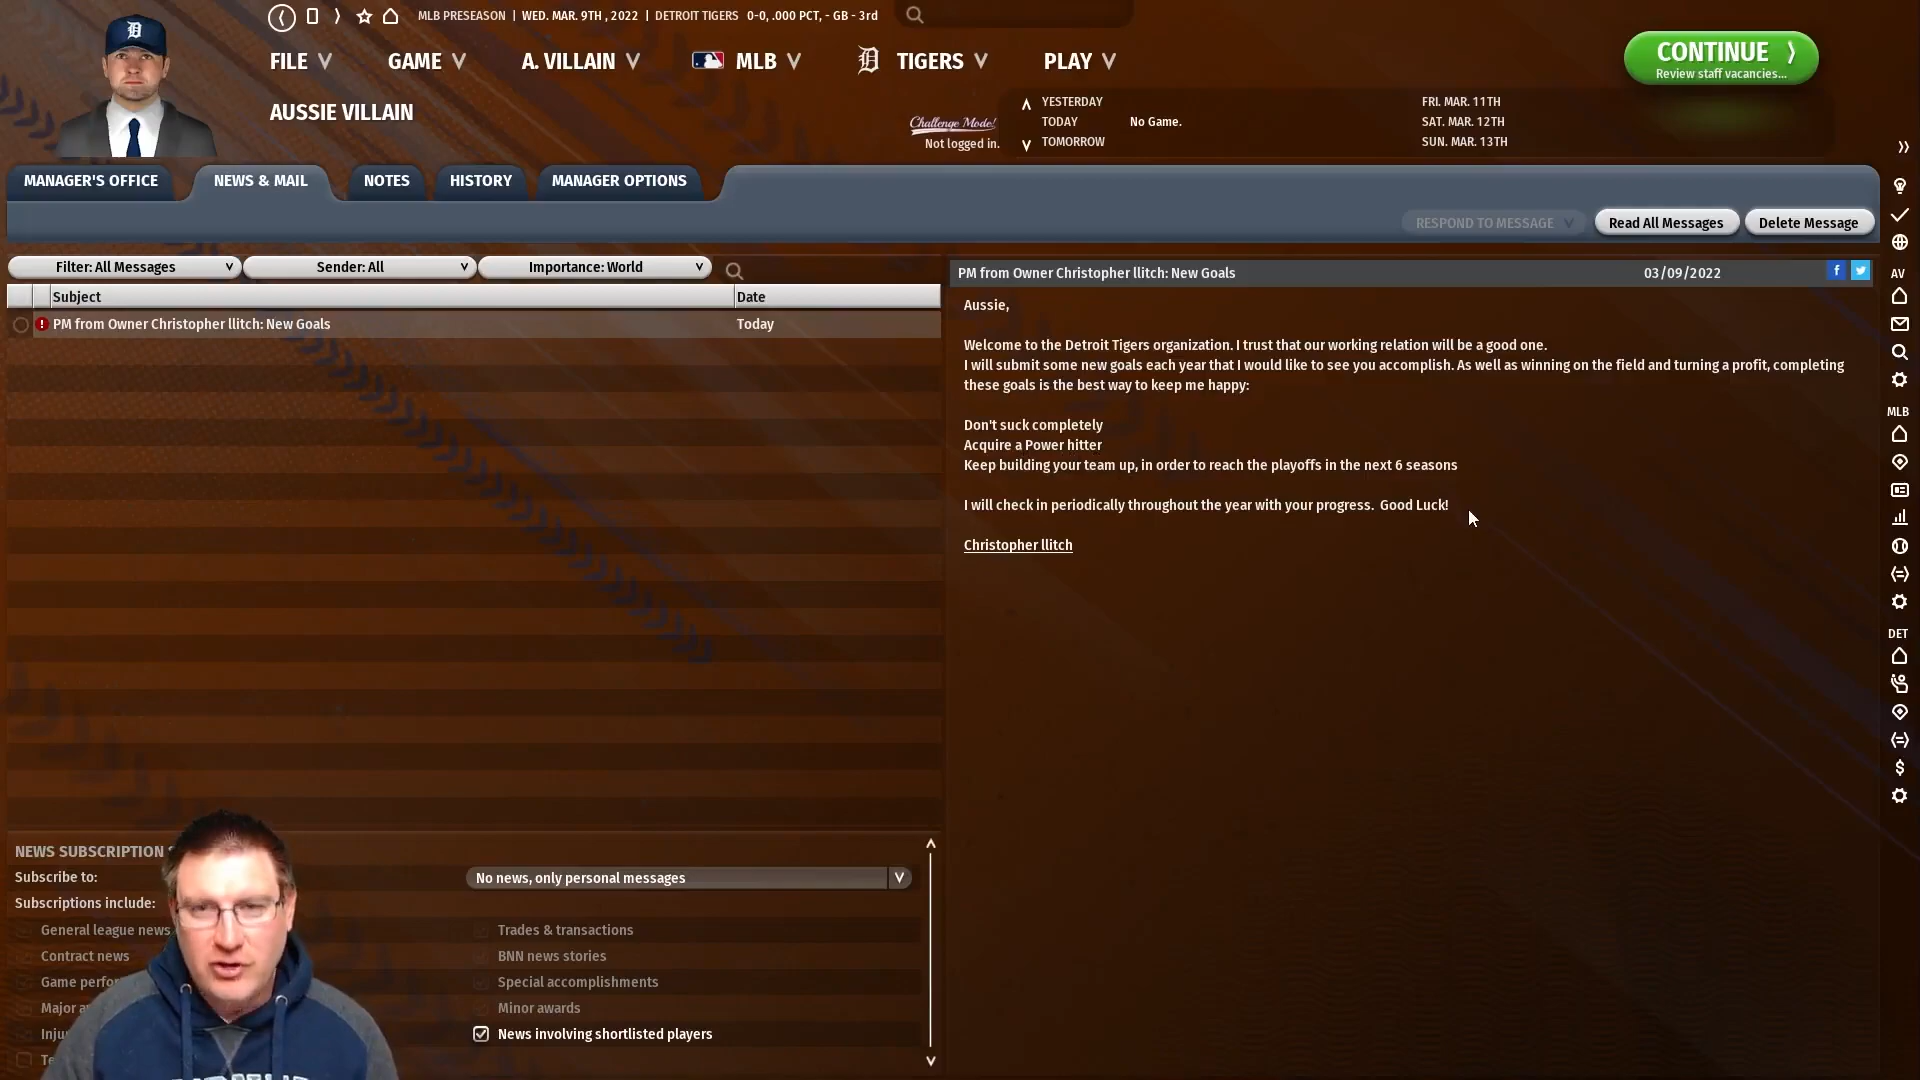 MLB PRESEASON | WED. MAR. 9TH , 2022 | DETROIT TIGERS 0-0, .000 PCT, - GB - 3rd
FILE GAME A. VILLAIN MLB TIGERS PLAY
CONTINUE
Review staff vacancies...
AUSSIE VILLAIN
Challenge Mode!
Not logged in.
YESTERDAY
TODAY No Game.
TOMORROW
FRI. MAR. 11TH
SAT. MAR. 12TH
SUN. MAR. 13TH
MANAGER'S OFFICE NEWS & MAIL NOTES HISTORY MANAGER OPTIONS
RESPOND TO MESSAGE Read All Messages Delete Message
Filter: All Messages Sender: All Importance: World
Subject Date
PM from Owner Christopher llitch: New Goals Today
PM from Owner Christopher llitch: New Goals 03/09/2022
Aussie,
Welcome to the Detroit Tigers organization. I trust that our working relation will be a good one.
I will submit some new goals each year that I would like to see you accomplish. As well as winning on the field and turning a profit, completing
these goals is the best way to keep me happy:
Don't suck completely
Acquire a Power hitter
Keep building your team up, in order to reach the playoffs in the next 6 seasons
I will check in periodically throughout the year with your progress. Good Luck!
Christopher llitch
AV
MLB
DET
NEWS SUBSCRIPTION
Subscribe to: No news, only personal messages
Subscriptions include:
General league news Trades & transactions
Contract news BNN news stories
Game Special accomplishments
Major Minor awards
News involving shortlisted players